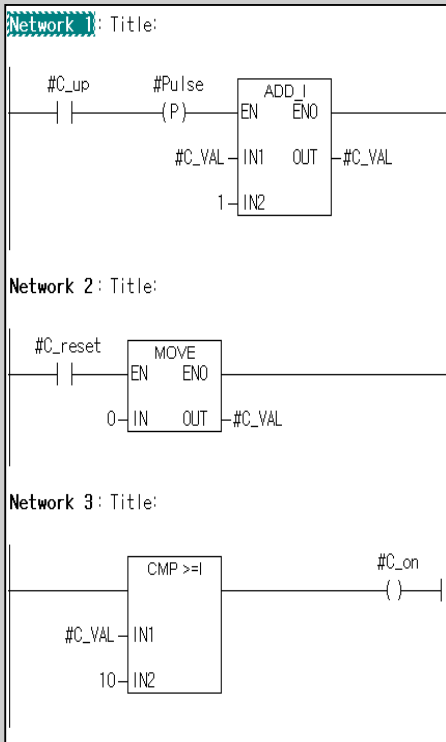 Network 1: Title:
#C_up #Pulse
(P)
ADD_I
EN ENO
#C_VAL IN1 OUT #C_VAL
1 IN2
Network 2: Title:
#C_reset
MOVE
EN ENO
0 IN OUT #C_VAL
Network 3: Title:
CMP >=I
#C_on
( )
#C_VAL IN1
10 IN2